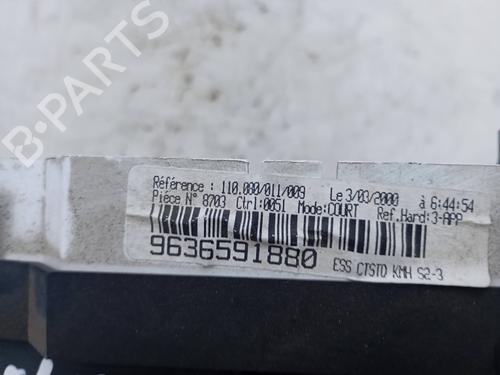 B-PARTS
Référence : 110.080/011/009 Le 3/03/2000 à 6:44:54
Pièce N° 8703 Ctrl:0051 Mode:COURT Ref.Hard:3-APP
9636591880 ESS CTSTD KMH S2-3